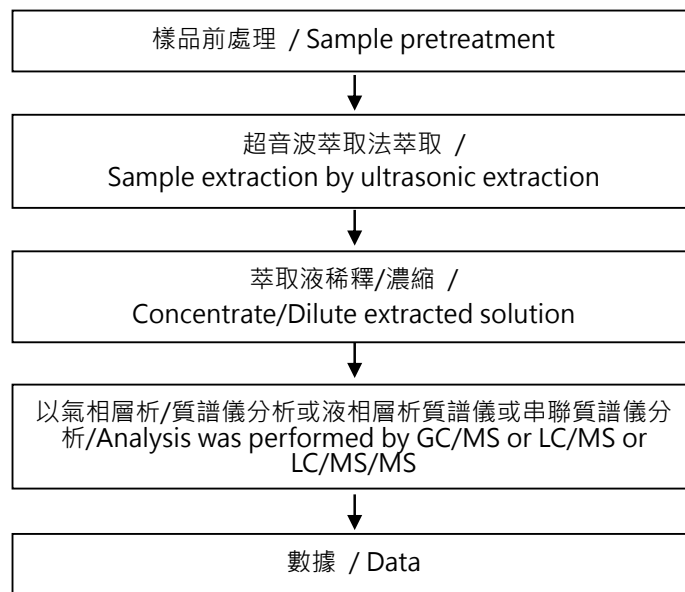 樣品前處理 / Sample pretreatment
超音波萃取法萃取 /
Sample extraction by ultrasonic extraction
萃取液稀釋/濃縮 /
Concentrate/Dilute extracted solution
以氣相層析/質譜儀分析或液相層析質譜儀或串聯質譜儀分
析/Analysis was performed by GC/MS or LC/MS or
LC/MS/MS
數據 / Data